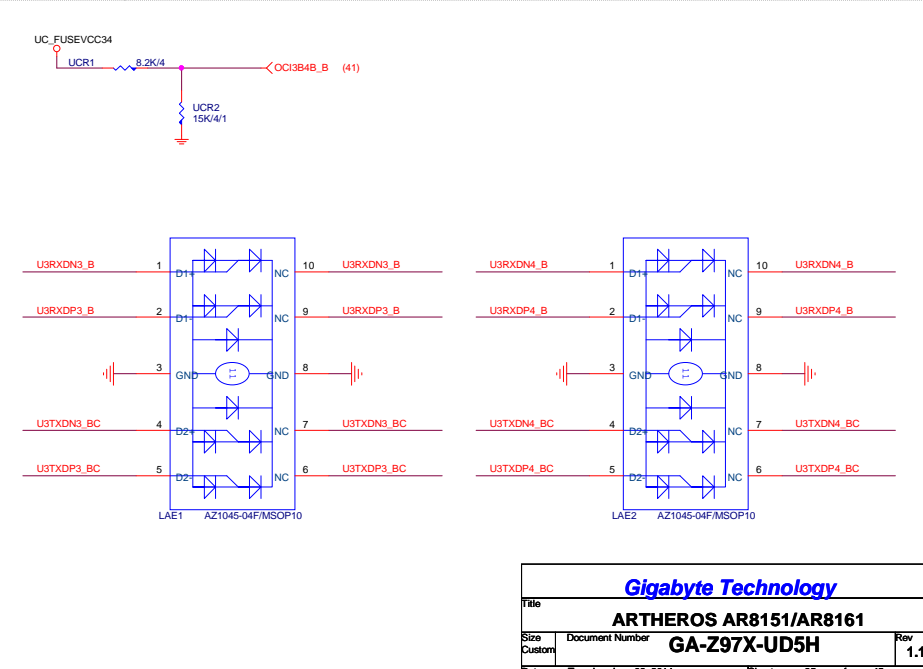 UC_FUSEVCC34
UCR1 8.2K/4 OCI3B4B_B (41)
UCR2
15K/4/1
U3RXDN3_B 1 D1+ NC 10 U3RXDN3_B
U3RXDP3_B 2 D1- NC 9 U3RXDP3_B
3 GND GND 8
U3TXDN3_BC 4 D2+ NC 7 U3TXDN3_BC
U3TXDP3_BC 5 D2- NC 6 U3TXDP3_BC
LAE1 AZ1045-04F/MSOP10
U3RXDN4_B 1 D1+ NC 10 U3RXDN4_B
U3RXDP4_B 2 D1- NC 9 U3RXDP4_B
3 GND GND 8
U3TXDN4_BC 4 D2+ NC 7 U3TXDN4_BC
U3TXDP4_BC 5 D2- NC 6 U3TXDP4_BC
LAE2 AZ1045-04F/MSOP10
Gigabyte Technology
Title
ARTHEROS AR8151/AR8161
Size Document Number Rev
Custom GA-Z97X-UD5H 1.1